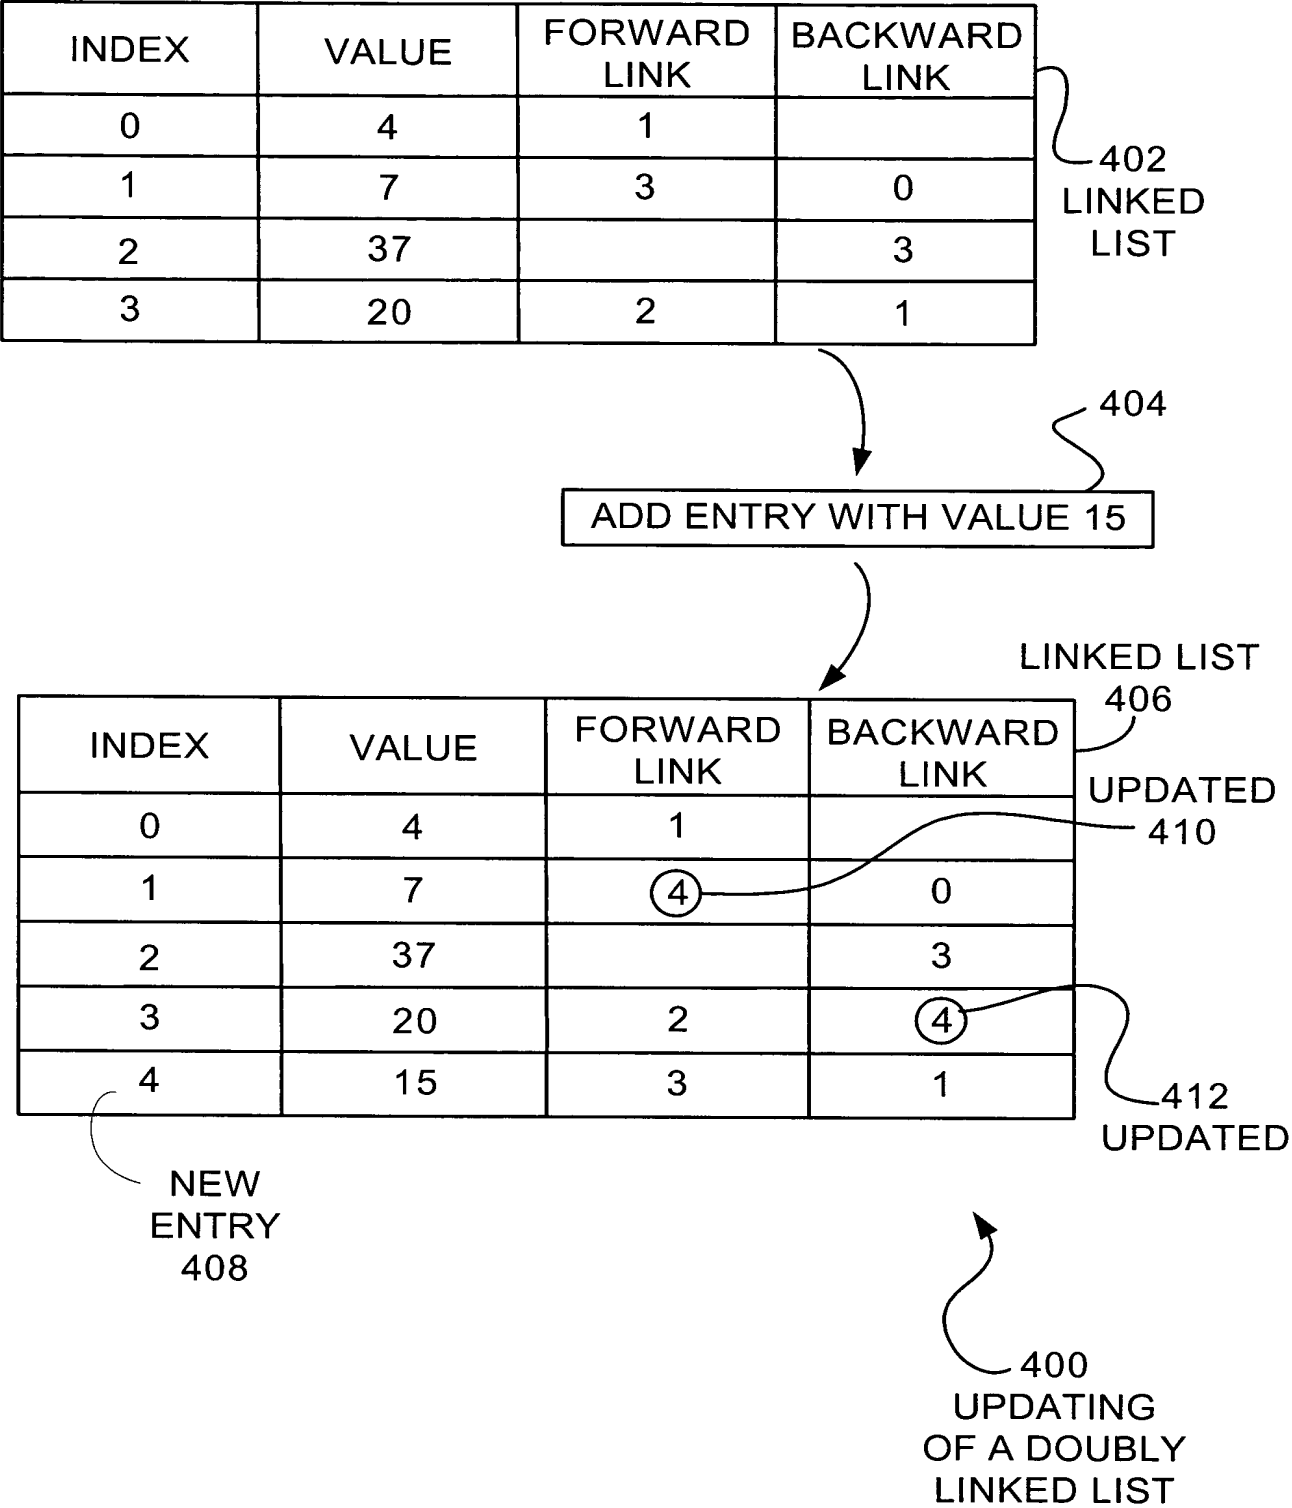 INDEX VALUE FORWARD LINK BACKWARD LINK
0 4 1
1 7 3 0
2 37 3
3 20 2 1
402
LINKED
LIST
404
ADD ENTRY WITH VALUE 15
LINKED LIST
406
INDEX VALUE FORWARD LINK BACKWARD LINK
0 4 1
1 7 4 0
2 37 3
3 20 2 4
4 15 3 1
UPDATED
410
412
UPDATED
NEW
ENTRY
408
400
UPDATING
OF A DOUBLY
LINKED LIST